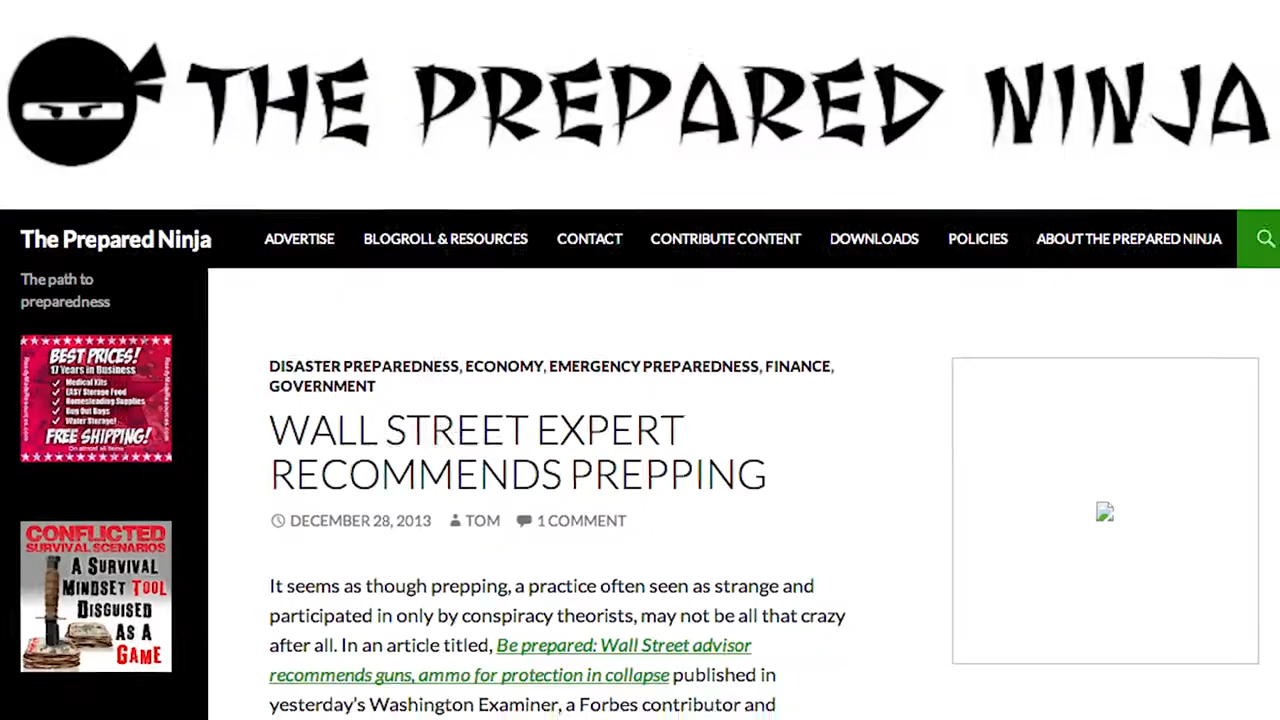 THE PREPARED NINJA
The Prepared Ninja
ADVERTISE
BLOGROLL & RESOURCES
CONTACT
CONTRIBUTE CONTENT
DOWNLOADS
POLICIES
ABOUT THE PREPARED NINJA
The path to
preparedness
BEST PRICES!
17 Years in Business
Medical Kits
EASY Storage Food
Homesteading Supplies
Bug Out Bags
Water Storage!
FREE SHIPPING!
On almost all items
CONFLICTED
SURVIVAL SCENARIOS
A SURVIVAL
MINDSET TOOL
DISGUISED
AS A
GAME
DISASTER PREPAREDNESS, ECONOMY, EMERGENCY PREPAREDNESS, FINANCE,
GOVERNMENT
WALL STREET EXPERT
RECOMMENDS PREPPING
DECEMBER 28, 2013 TOM 1 COMMENT
It seems as though prepping, a practice often seen as strange and
participated in only by conspiracy theorists, may not be all that crazy
after all. In an article titled, Be prepared: Wall Street advisor
recommends guns, ammo for protection in collapse published in
yesterday's Washington Examiner, a Forbes contributor and